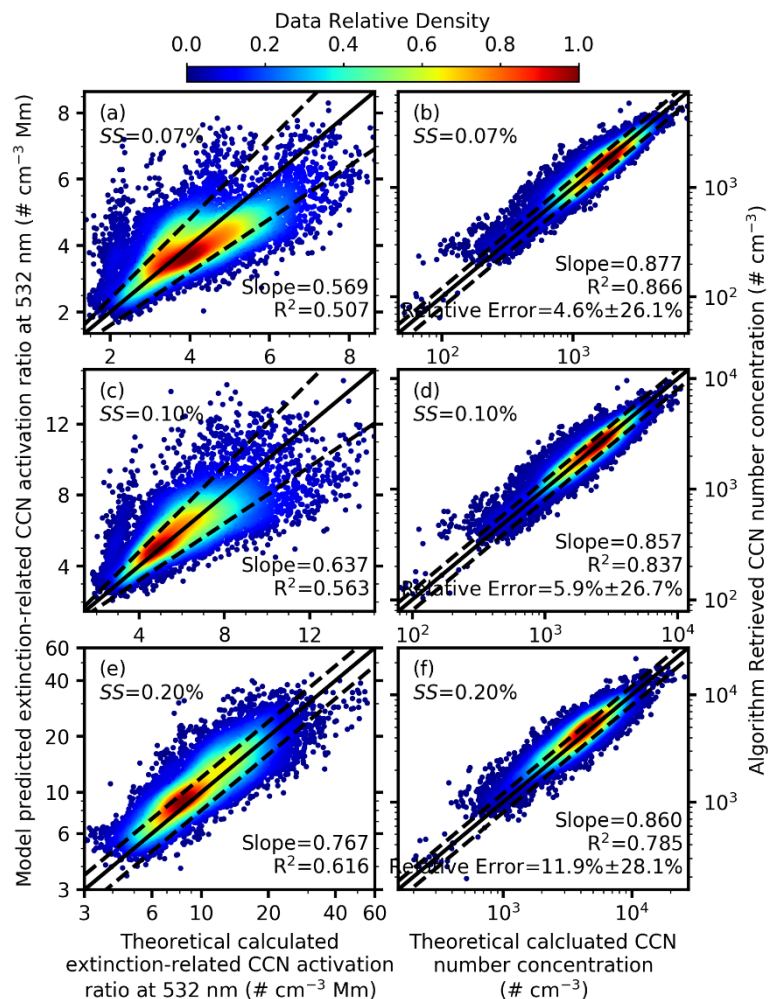 Data Relative Density
0.0 0.2 0.4 0.6 0.8 1.0
Model predicted extinction-related CCN activation ratio at 532 nm (# cm⁻³ Mm)
(a)
SS=0.07%
Slope=0.569
R²=0.507
8
6
4
2
2 4 6 8
(b)
SS=0.07%
Slope=0.877
R²=0.866
Relative Error=4.6%±26.1%
10³
10²
10² 10³
(c)
SS=0.10%
Slope=0.637
R²=0.563
12
8
4
4 8 12
(d)
SS=0.10%
Slope=0.857
R²=0.837
Relative Error=5.9%±26.7%
10⁴
10³
10²
10² 10³ 10⁴
(e)
SS=0.20%
Slope=0.767
R²=0.616
60
40
20
10
6
3
3 6 10 20 40 60
(f)
SS=0.20%
Slope=0.860
R²=0.785
Relative Error=11.9%±28.1%
10⁴
10³
10³ 10⁴
Algorithm Retrieved CCN number concentration (# cm⁻³)
Theoretical calculated
extinction-related CCN activation
ratio at 532 nm (# cm⁻³ Mm)
Theoretical calcluated CCN
number concentration
(# cm⁻³)